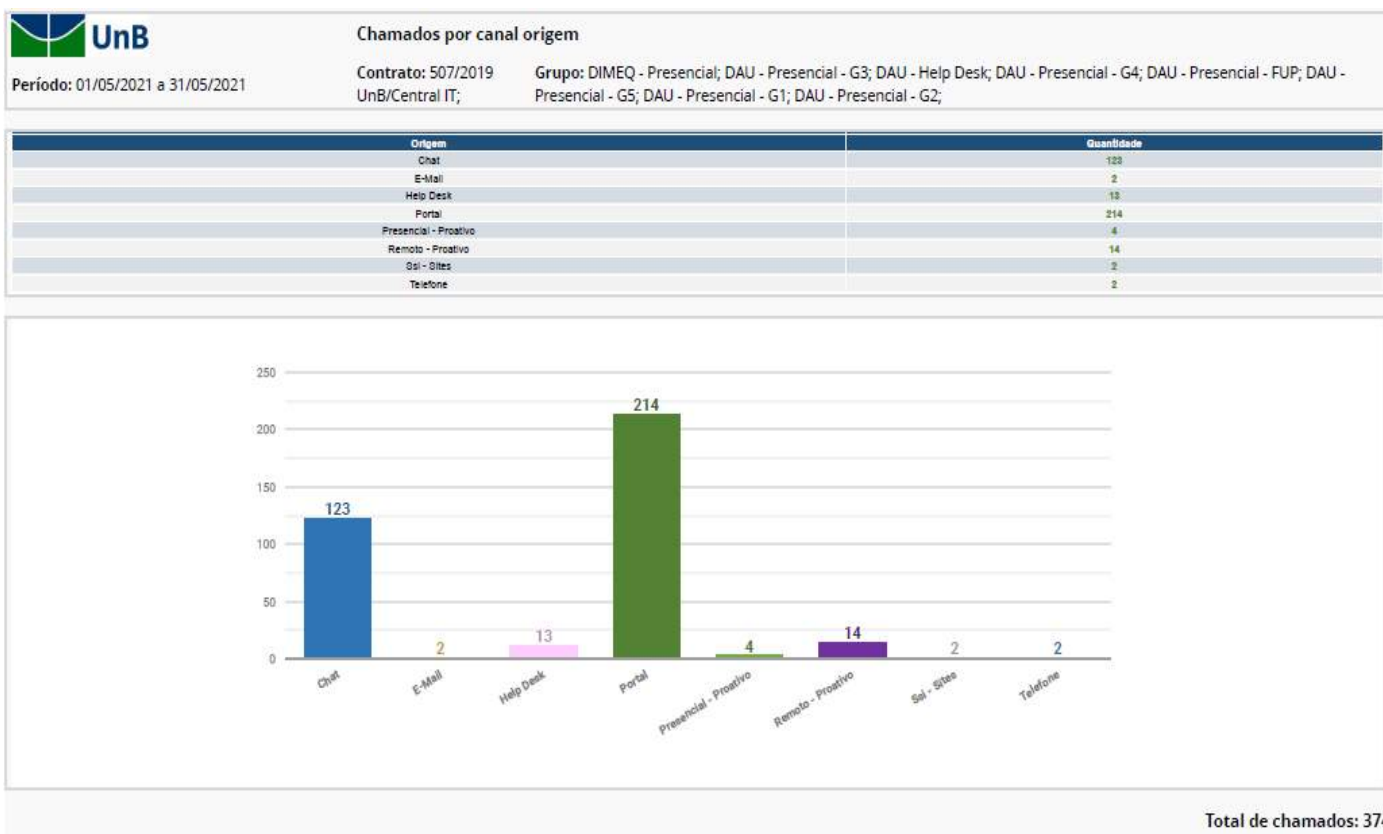 UnB
Chamados por canal origem
Período: 01/05/2021 a 31/05/2021
Contrato: 507/2019
UnB/Central IT;
Grupo: DIMEQ - Presencial; DAU - Presencial - G3; DAU - Help Desk; DAU - Presencial - G4; DAU - Presencial - FUP; DAU -
Presencial - G5; DAU - Presencial - G1; DAU - Presencial - G2;
Origem Quantidade
Chat 123
E-Mail 2
Help Desk 13
Portal 214
Presencial - Proativo 4
Remoto - Proativo 14
Ssi - Sites 2
Telefone 2
250
200
150
100
50
0
123
2
13
214
4
14
2
2
Chat
E-Mail
Help Desk
Portal
Presencial - Proativo
Remoto - Proativo
Ssi - Sites
Telefone
Total de chamados: 374